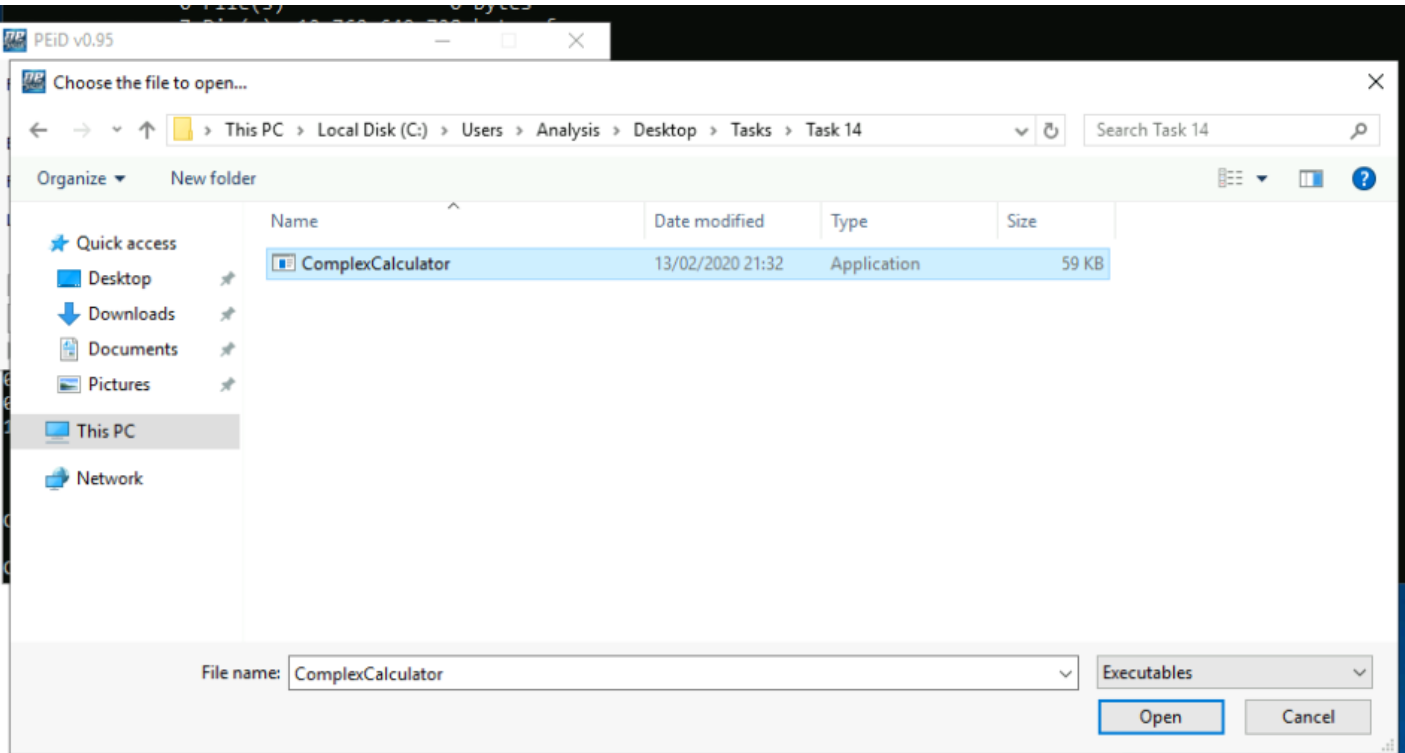 PEiD v0.95
Choose the file to open...
This PC > Local Disk (C:) > Users > Analysis > Desktop > Tasks > Task 14
Search Task 14
Organize
New folder
Name
Date modified
Type
Size
Quick access
ComplexCalculator
13/02/2020 21:32
Application
59 KB
Desktop
Downloads
Documents
Pictures
This PC
Network
File name:
ComplexCalculator
Executables
Open
Cancel